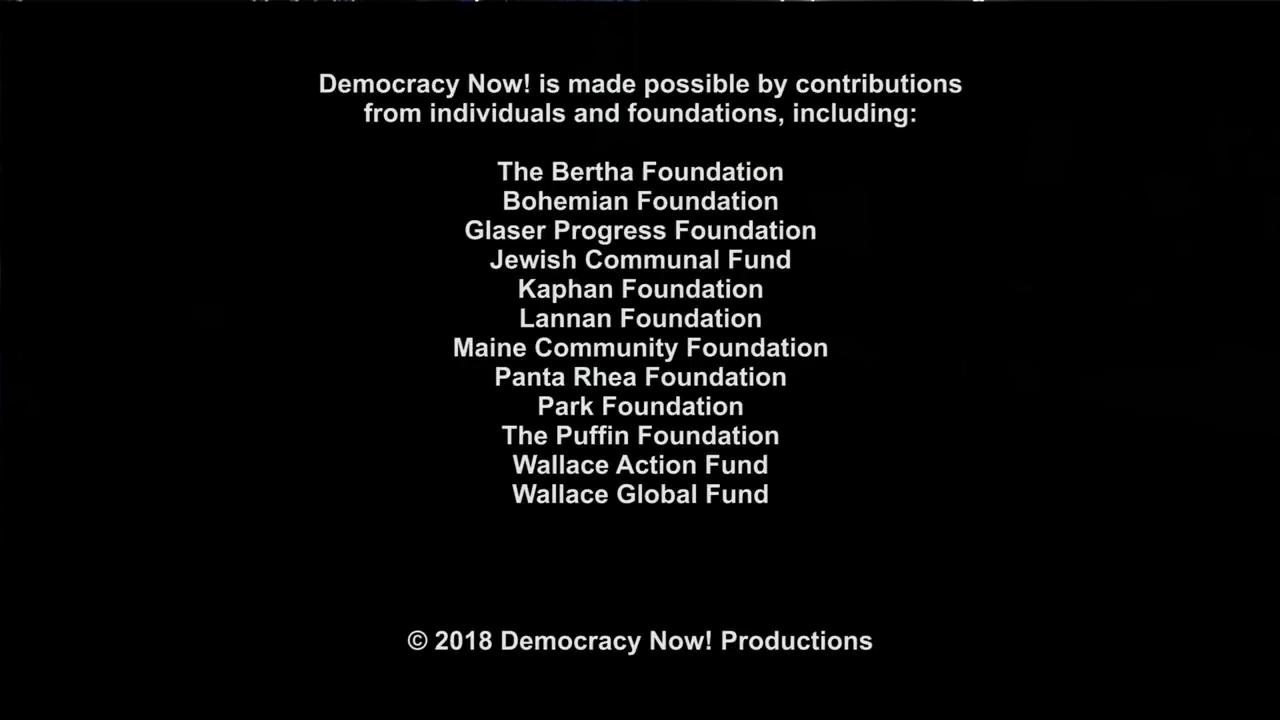 Democracy Now! is made possible by contributions
from individuals and foundations, including:
The Bertha Foundation
Bohemian Foundation
Glaser Progress Foundation
Jewish Communal Fund
Kaphan Foundation
Lannan Foundation
Maine Community Foundation
Panta Rhea Foundation
Park Foundation
The Puffin Foundation
Wallace Action Fund
Wallace Global Fund
© 2018 Democracy Now! Productions